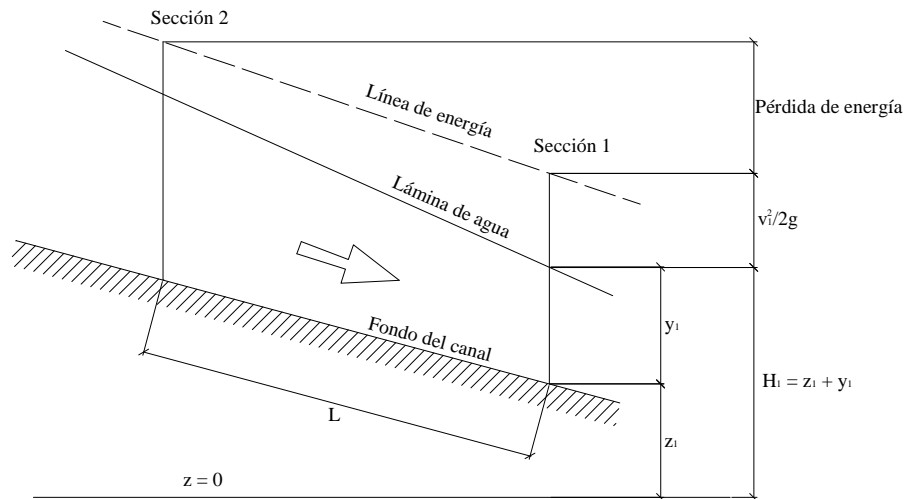 Sección 2
Línea de energía
Pérdida de energía
Sección 1
Lámina de agua
v₁²/2g
Fondo del canal
y₁
H₁ = z₁ + y₁
L
z₁
z = 0